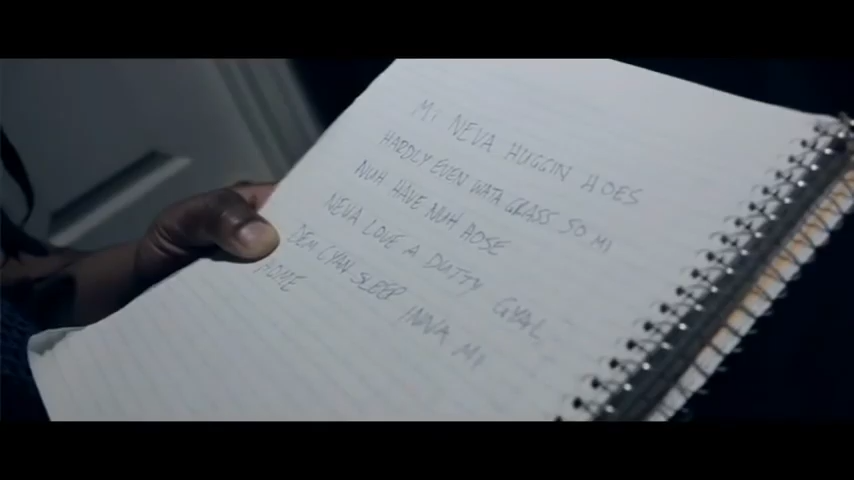 MI NEVA HUGGIN HOES
HARDLY EVEN WATA GRASS SO MI
NUH HAVE NUH HOSE
NEVA LOVE A DUTTY GYAL
DEM CYAN SLEEP INNA MI
HOME